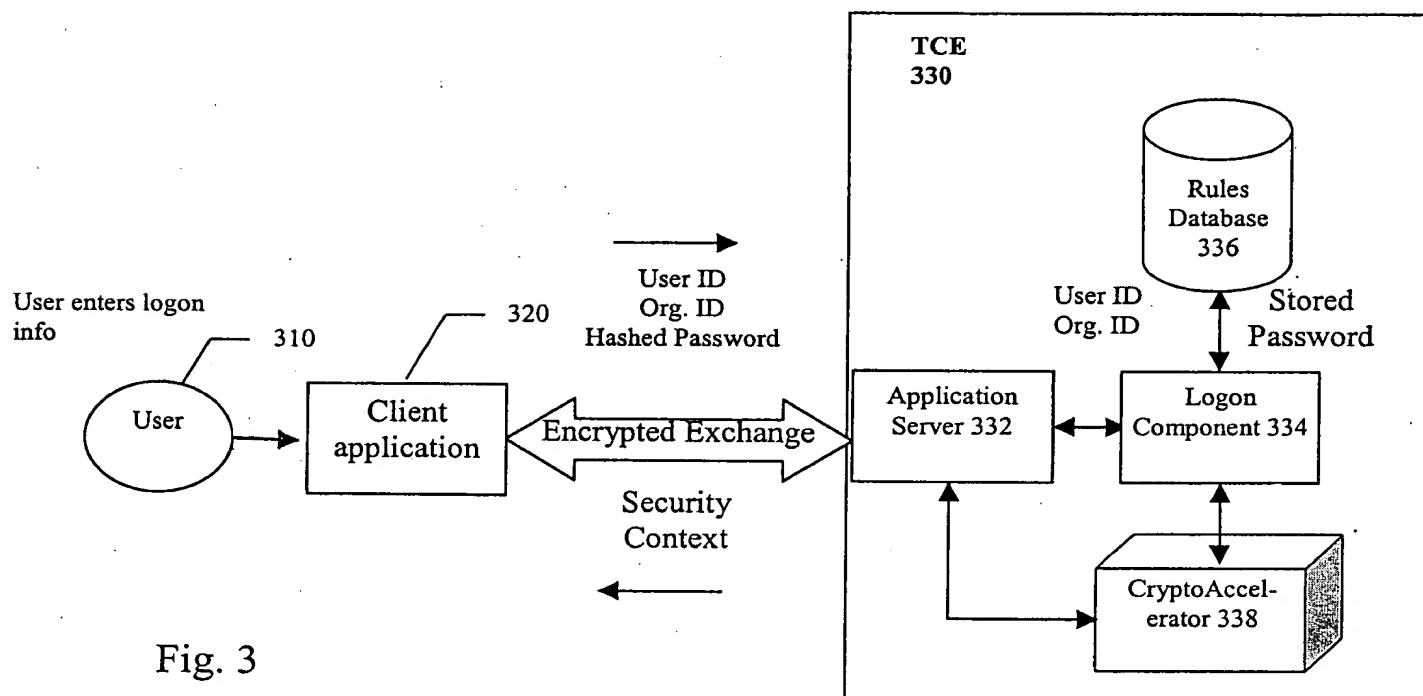 TCE
330
Rules
Database
336
User ID
Org. ID
Stored
Password
User ID
Org. ID
Hashed Password
User enters logon
info
310
320
User
Client
application
Encrypted Exchange
Application
Server 332
Logon
Component 334
Security
Context
CryptoAccel-
erator 338
Fig. 3